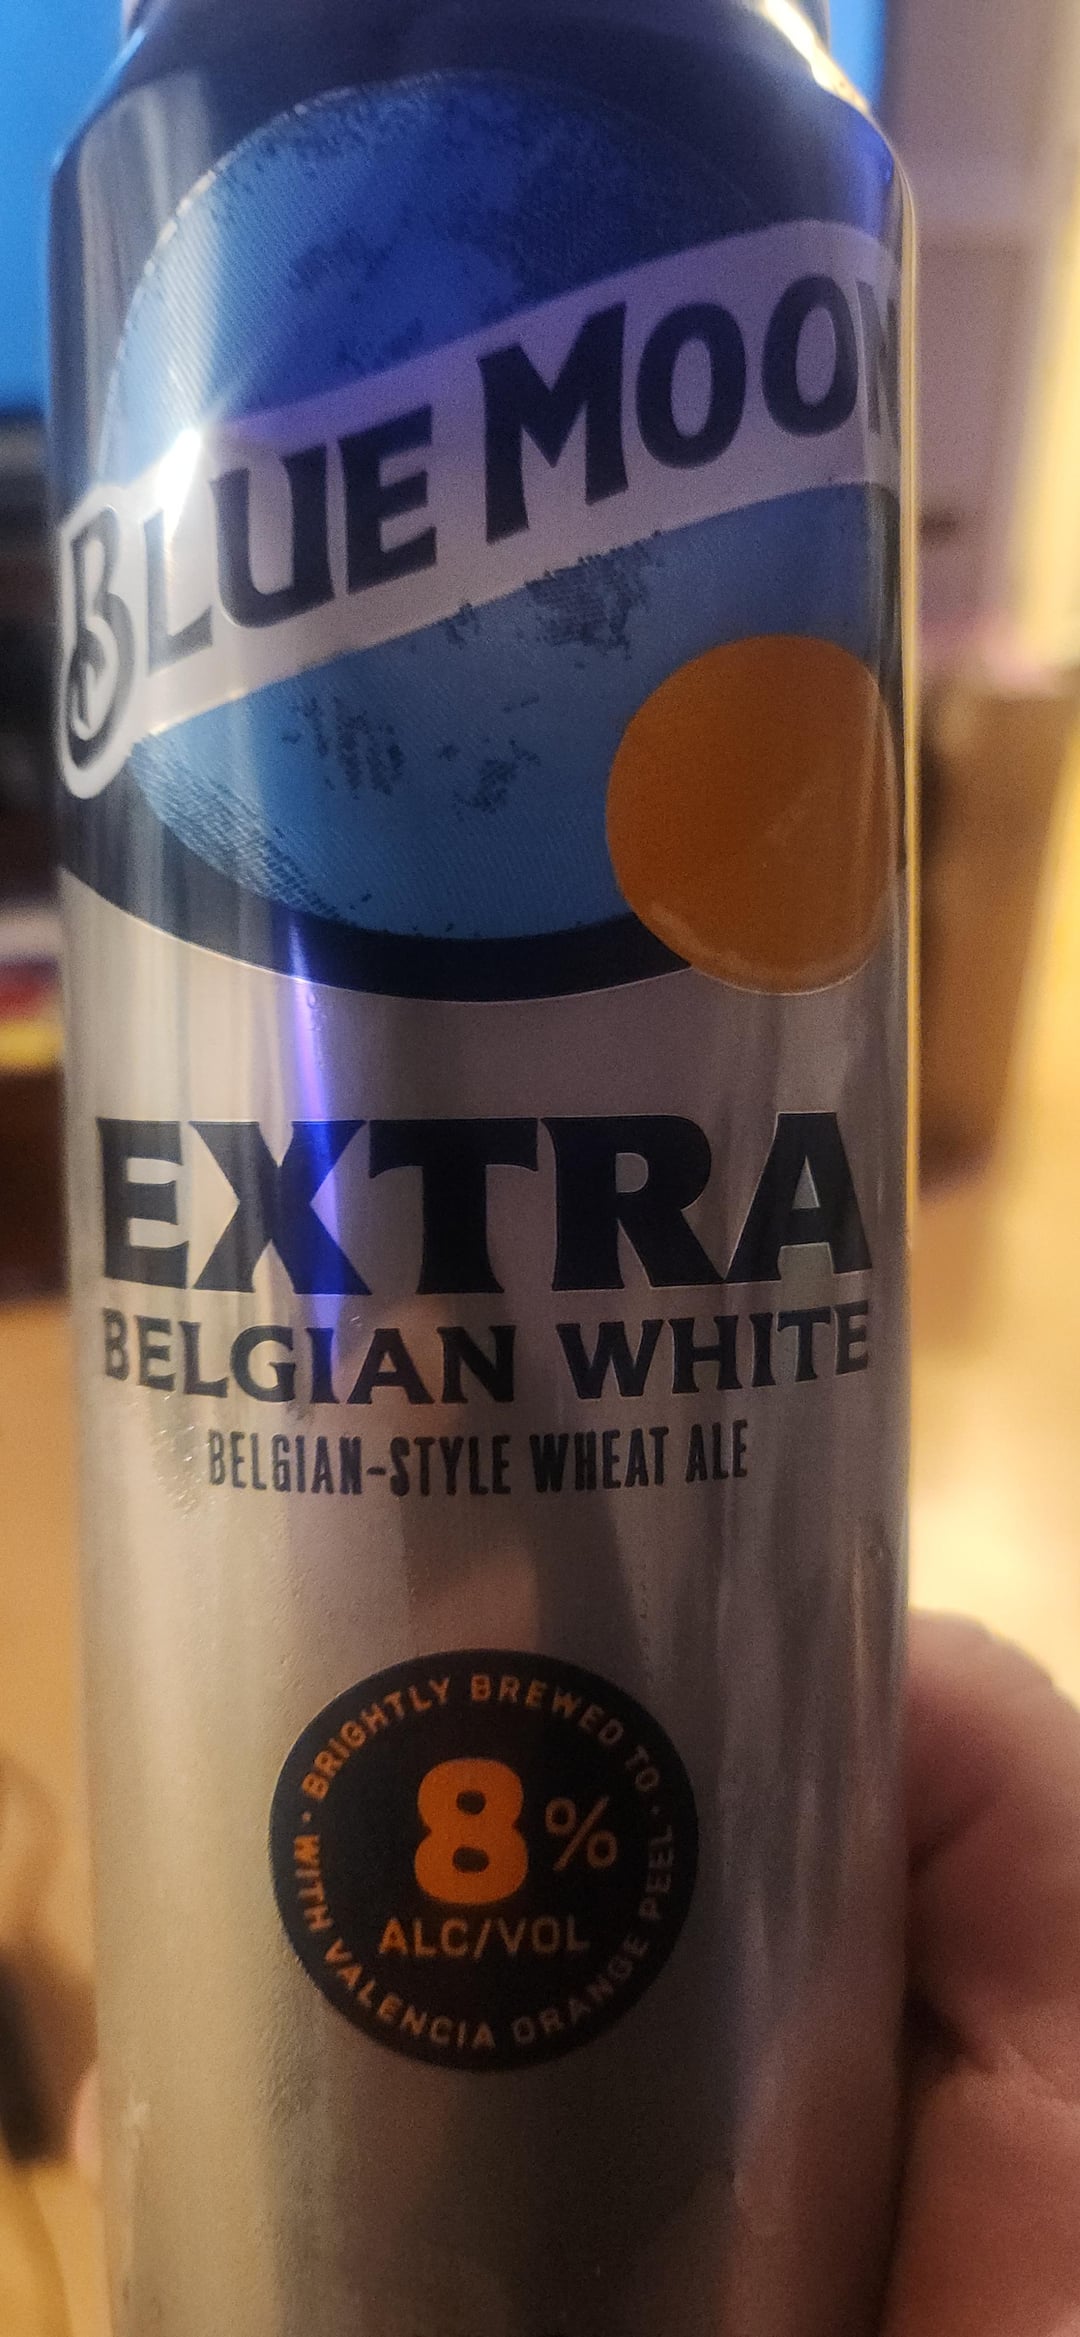 BLUE MOON
EXTRA
BELGIAN WHITE
BELGIAN-STYLE WHEAT ALE
· BRIGHTLY BREWED TO ·
8%
ALC/VOL
WITH VALENCIA ORANGE PEEL